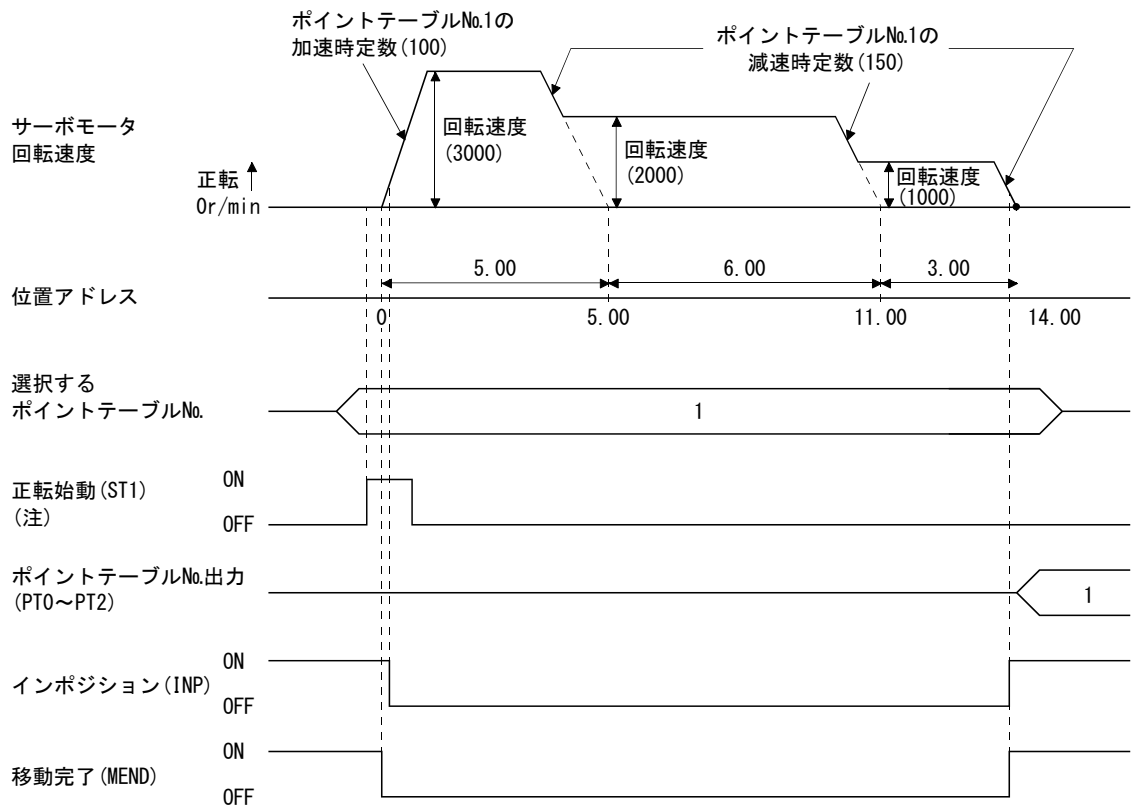 ポイントテーブル№1の
加速時定数(100)
ポイントテーブル№1の
減速時定数(150)
サーボモータ
回転速度
正転
0r/min
回転速度
(3000)
回転速度
(2000)
回転速度
(1000)
位置アドレス
5.00
6.00
3.00
0
5.00
11.00
14.00
選択する
ポイントテーブル№
1
正転始動(ST1)
(注)
ON
OFF
ポイントテーブル№出力
(PT0～PT2)
1
インポジション(INP)
ON
OFF
移動完了(MEND)
ON
OFF